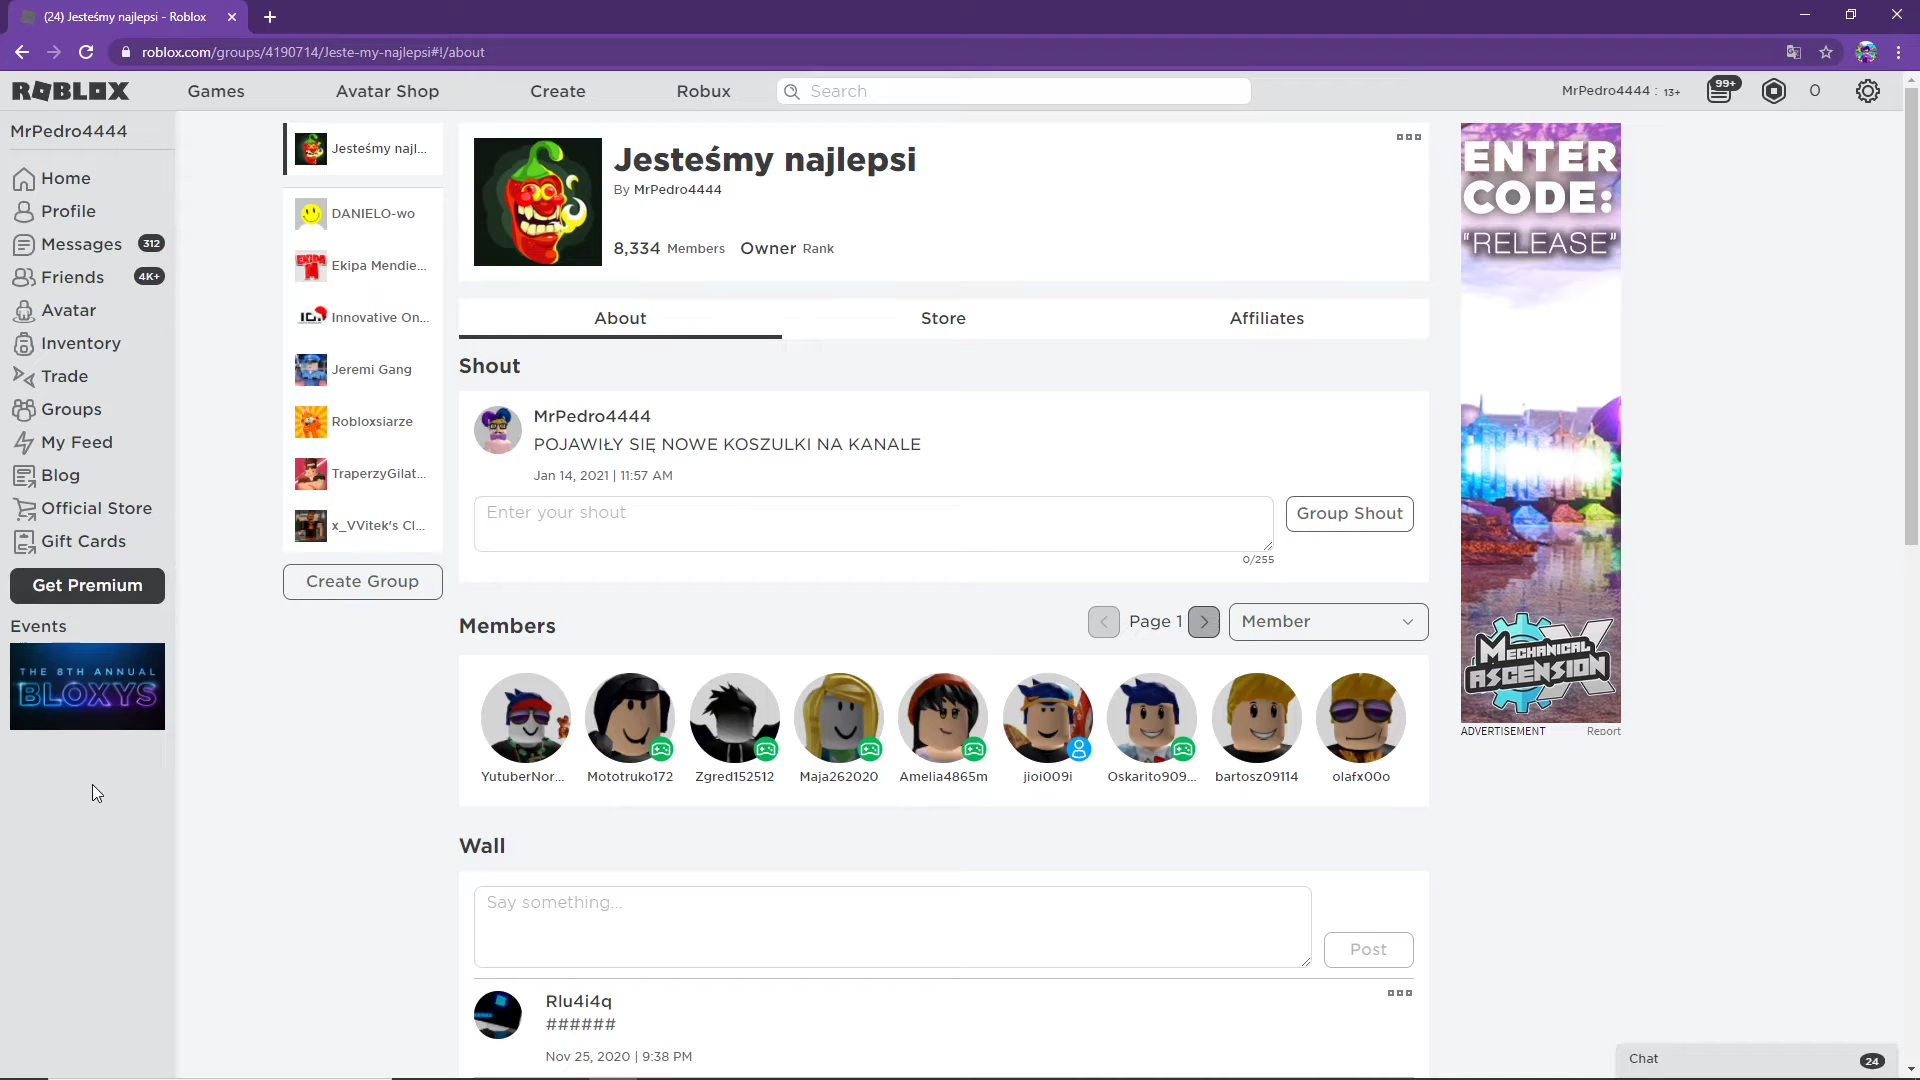 (24) Jesteśmy najlepsi - Roblox
roblox.com/groups/4190714/Jeste-my-najlepsi#!/about
ROBLOX
Games
Avatar Shop
Create
Robux
Search
MrPedro4444 : 13+
99+
0
MrPedro4444
Home
Profile
Messages 312
Friends 4K+
Avatar
Inventory
Trade
Groups
My Feed
Blog
Official Store
Gift Cards
Get Premium
Events
THE 8TH ANNUAL
BLOXYS
Jesteśmy najl...
DANIELO-wo
Ekipa Mendie...
Innovative On...
Jeremi Gang
Robloxsiarze
TraperzyGilat...
x_VVitek's Cl...
Create Group
Jesteśmy najlepsi
By MrPedro4444
8,334 Members Owner Rank
About
Store
Affiliates
Shout
MrPedro4444
POJAWIŁY SIĘ NOWE KOSZULKI NA KANALE
Jan 14, 2021 | 11:57 AM
Enter your shout
Group Shout
0/255
Members
Page 1
Member
YutuberNor...
Mototruko172
Zgred152512
Maja262020
Amelia4865m
jioi009i
Oskarito909...
bartosz09114
olafx00o
Wall
Say something...
Post
Rlu4i4q
######
Nov 25, 2020 | 9:38 PM
ENTER
CODE:
"RELEASE"
MECHANICAL
ASCENSION
ADVERTISEMENT
Report
Chat
24